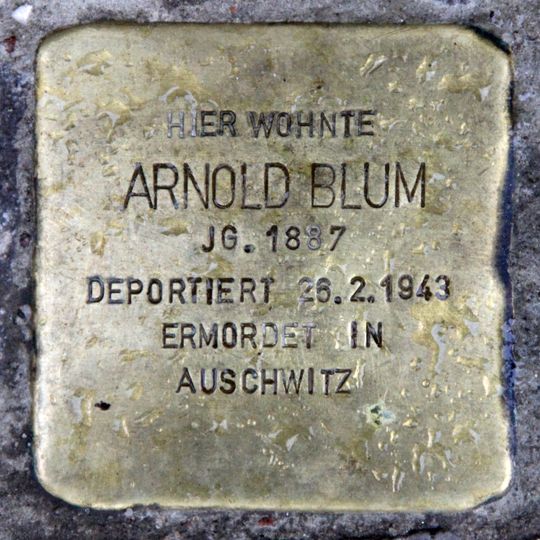 HIER WOHNTE
ARNOLD BLUM
JG. 1887
DEPORTIERT 26.2.1943
ERMORDET IN
AUSCHWITZ